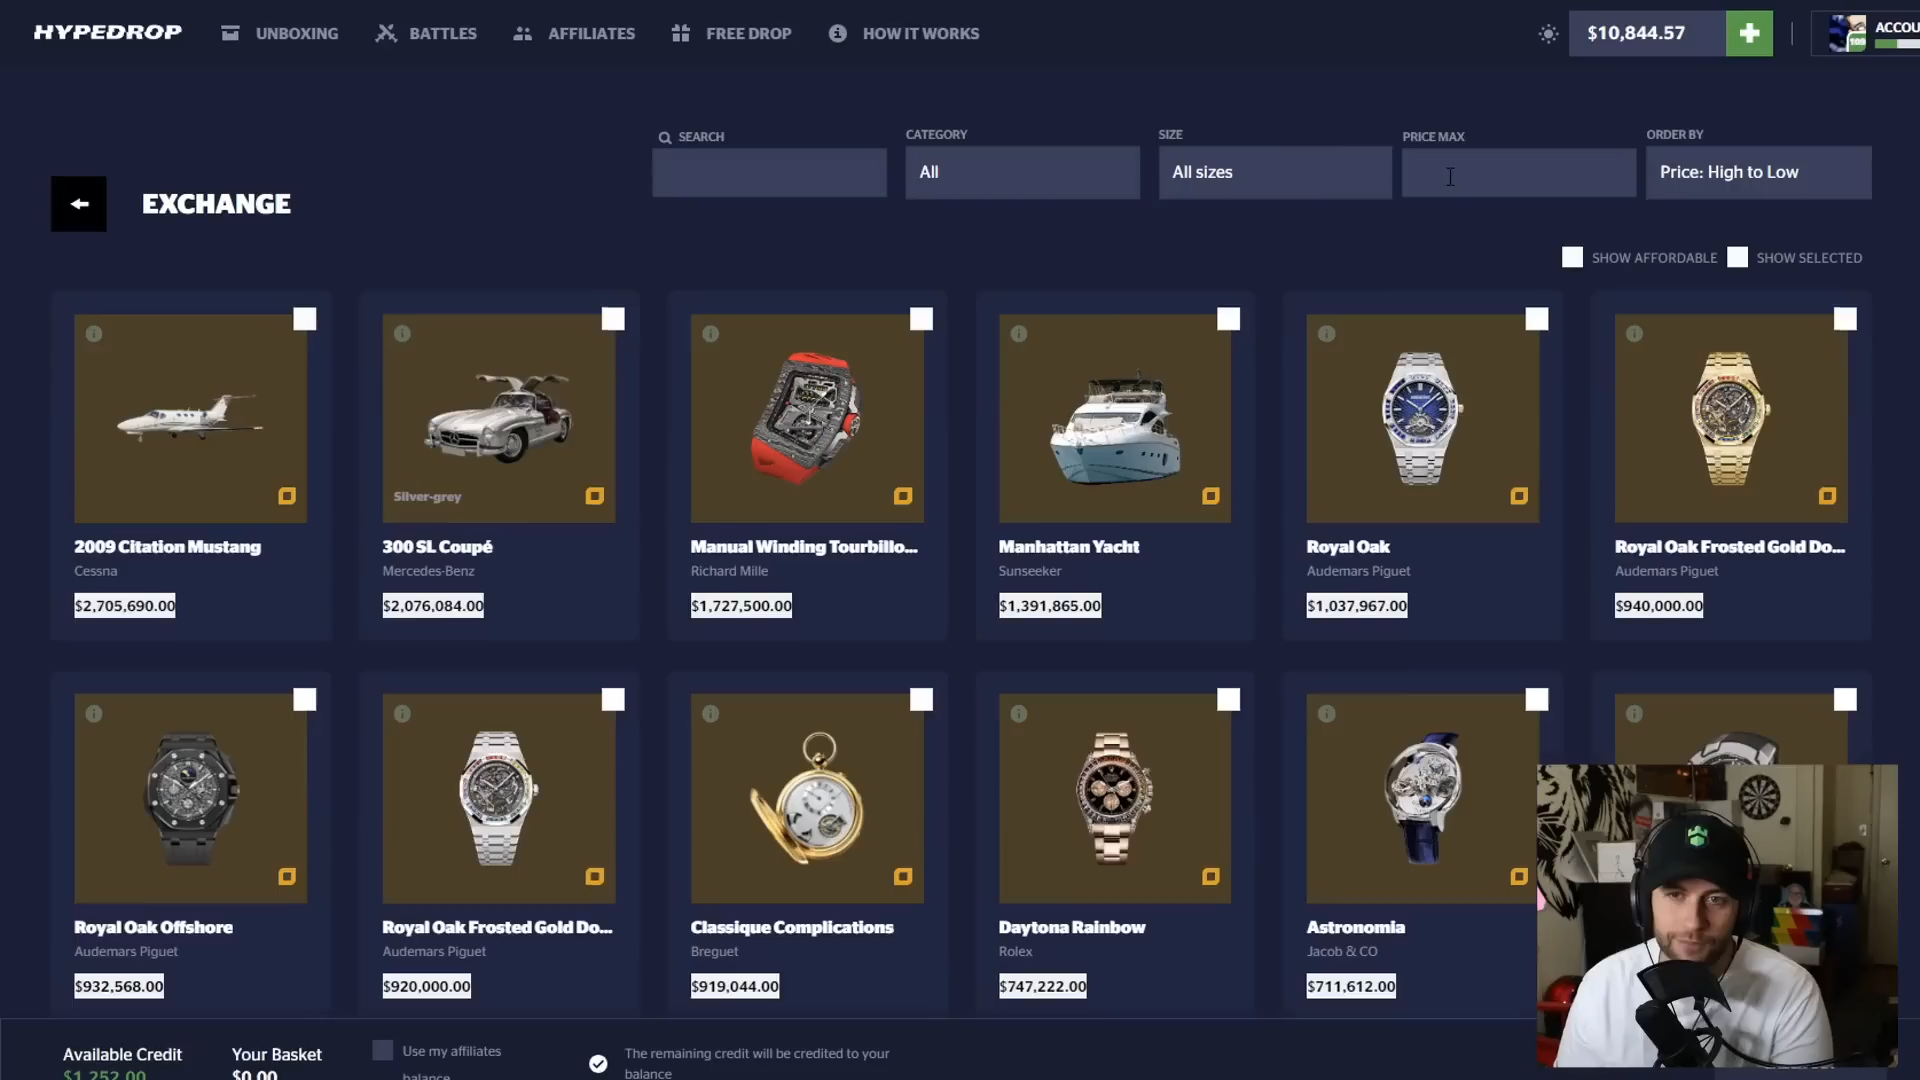 HYPEDROP
UNBOXING
BATTLES
AFFILIATES
FREE DROP
HOW IT WORKS
$10,844.57
ACCOU
100
EXCHANGE
SEARCH
CATEGORY
All
SIZE
All sizes
PRICE MAX
ORDER BY
Price: High to Low
SHOW AFFORDABLE
SHOW SELECTED
2009 Citation Mustang
Cessna
$2,705,690.00
Silver-grey
300 SL Coupé
Mercedes-Benz
$2,076,084.00
Manual Winding Tourbillo...
Richard Mille
$1,727,500.00
Manhattan Yacht
Sunseeker
$1,391,865.00
Royal Oak
Audemars Piguet
$1,037,967.00
Royal Oak Frosted Gold Do...
Audemars Piguet
$940,000.00
Royal Oak Offshore
Audemars Piguet
$932,568.00
Royal Oak Frosted Gold Do...
Audemars Piguet
$920,000.00
Classique Complications
Breguet
$919,044.00
Daytona Rainbow
Rolex
$747,222.00
Astronomia
Jacob & CO
$711,612.00
Available Credit
$1,252.00
Your Basket
$0.00
Use my affiliates
balance
The remaining credit will be credited to your
balance